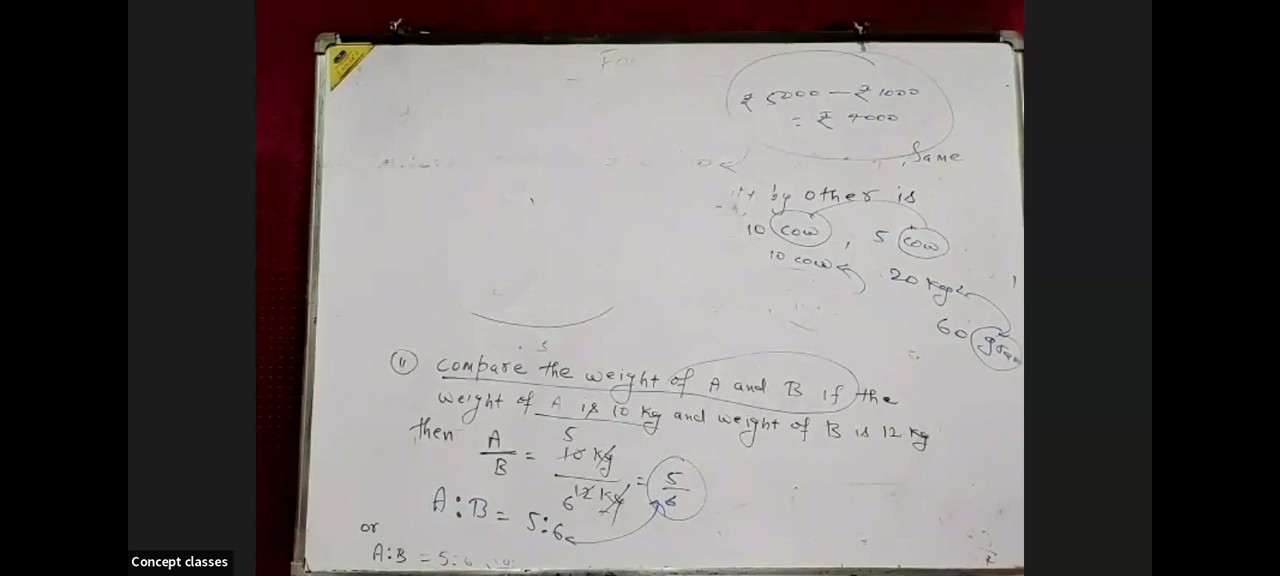 ₹ 5000 — ₹ 1000
= ₹ 4000
Same
by other is
10 cow , 5 cow
10 cow
20 kg
60 gram
(11) compare the weight of A and B if the
weight of A is 10 kg and weight of B is 12 kg
then A/B = 10 kg/12 kg = 5/6
5
6
A:B = 5:6
or
A:B = 5:6
Concept classes